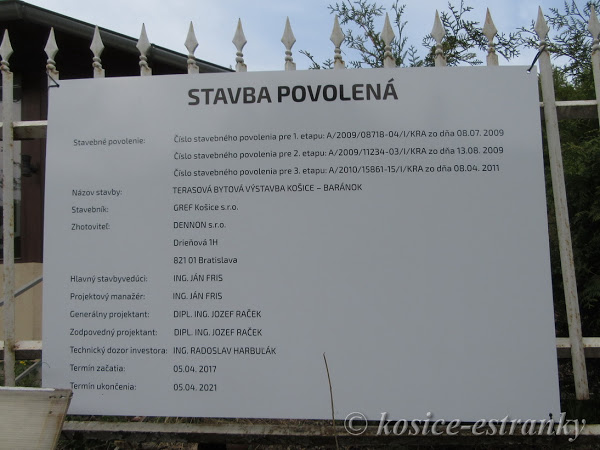 STAVBA POVOLENÁ
Stavebné povolenie: Číslo stavebného povolenia pre 1. etapu: A/2009/08718-04/I/KRA zo dňa 08.07. 2009
Číslo stavebného povolenia pre 2. etapu: A/2009/11234-03/I/KRA zo dňa 13.08. 2009
Číslo stavebného povolenia pre 3. etapu: A/2010/15861-15/I/KRA zo dňa 08.04. 2011
Názov stavby: TERASOVÁ BYTOVÁ VÝSTAVBA KOŠICE – BARÁNOK
Stavebník: GREF Košice s.r.o.
Zhotoviteľ: DENNON s.r.o.
Drieňová 1H
821 01 Bratislava
Hlavný stavbyvedúci: ING. JÁN FRIS
Projektový manažér: ING. JÁN FRIS
Generálny projektant: DIPL. ING. JOZEF RAČEK
Zodpovedný projektant: DIPL. ING. JOZEF RAČEK
Technický dozor investora: ING. RADOSLAV HARBUĽÁK
Termín začatia: 05.04. 2017
Termín ukončenia: 05.04. 2021
© kosice-estranky